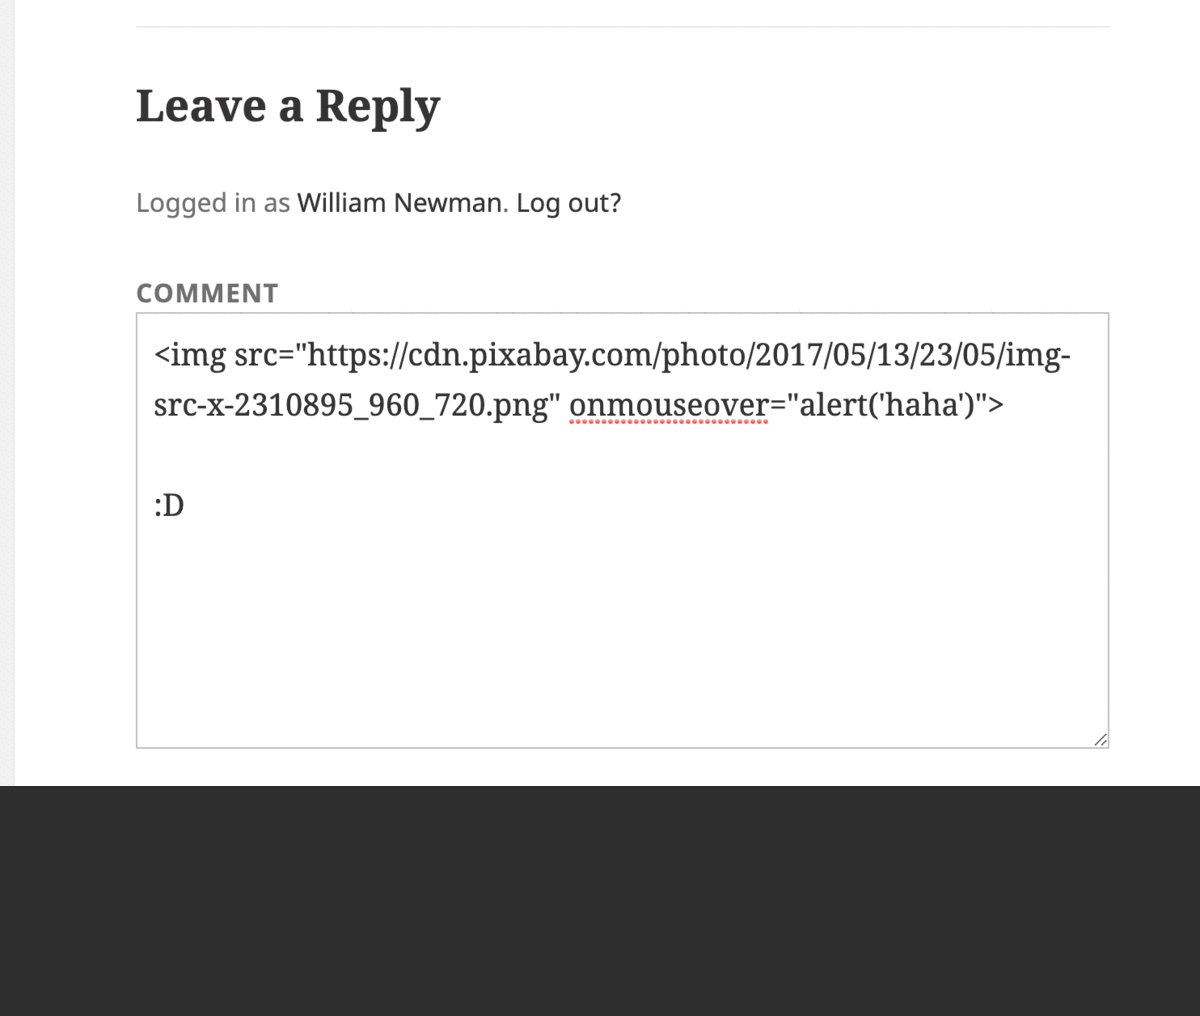 Leave a Reply
Logged in as William Newman. Log out?
COMMENT
<img src="https://cdn.pixabay.com/photo/2017/05/13/23/05/img-
src-x-2310895_960_720.png" onmouseover="alert('haha')">
:D